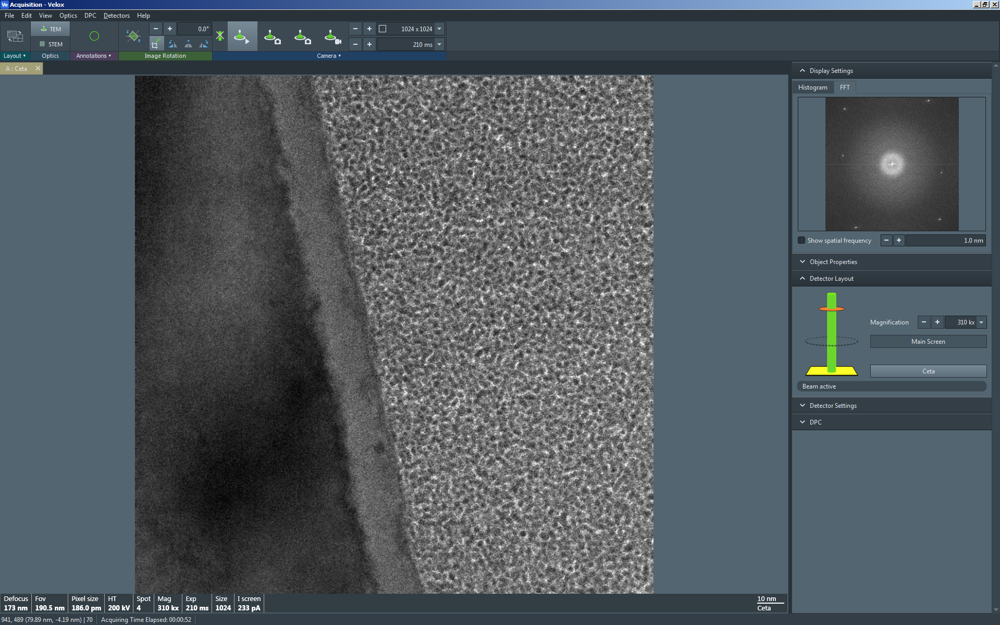 Ve Acquisition - Velox
File Edit View Optics DPC Detectors Help
TEM
STEM
0.0°
1024 x 1024
210 ms
Layout Optics Annotations Image Rotation Camera
A : Ceta
Display Settings
Histogram FFT
Show spatial frequency 1.0 nm
Object Properties
Detector Layout
Magnification 310 kx
Main Screen
Ceta
Beam active
Detector Settings
DPC
Defocus Fov Pixel size HT Spot Mag Exp Size I screen
173 nm 190.5 nm 186.0 pm 200 kV 4 310 kx 210 ms 1024 233 pA
10 nm
Ceta
941, 489 (79.89 nm, -4.19 nm) | 70 Acquiring Time Elapsed: 00:00:52